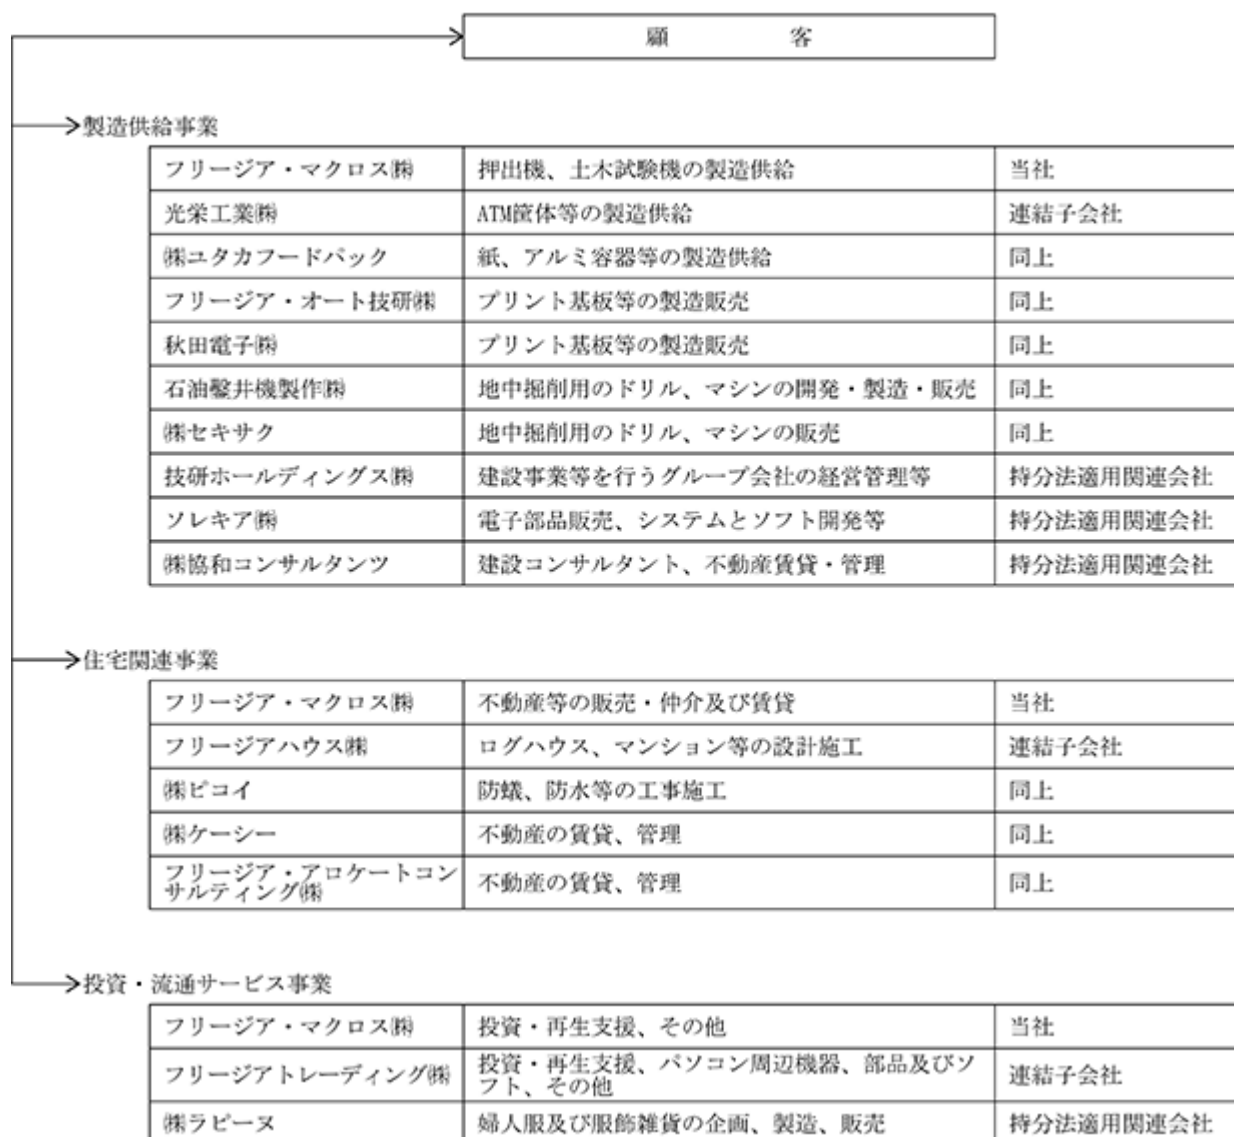 顧 客
製造供給事業
フリージア・マクロス㈱ 押出機、土木試験機の製造供給 当社
光栄工業㈱ ATM筐体等の製造供給 連結子会社
㈱ユタカフードパック 紙、アルミ容器等の製造供給 同上
フリージア・オート技研㈱ プリント基板等の製造販売 同上
秋田電子㈱ プリント基板等の製造販売 同上
石油鑿井機製作㈱ 地中掘削用のドリル、マシンの開発・製造・販売 同上
㈱セキサク 地中掘削用のドリル、マシンの販売 同上
技研ホールディングス㈱ 建設事業等を行うグループ会社の経営管理等 持分法適用関連会社
ソレキア㈱ 電子部品販売、システムとソフト開発等 持分法適用関連会社
㈱協和コンサルタンツ 建設コンサルタント、不動産賃貸・管理 持分法適用関連会社
住宅関連事業
フリージア・マクロス㈱ 不動産等の販売・仲介及び賃貸 当社
フリージアハウス㈱ ログハウス、マンション等の設計施工 連結子会社
㈱ピコイ 防蟻、防水等の工事施工 同上
㈱ケーシー 不動産の賃貸、管理 同上
フリージア・アロケートコン
サルティング㈱ 不動産の賃貸、管理 同上
投資・流通サービス事業
フリージア・マクロス㈱ 投資・再生支援、その他 当社
フリージアトレーディング㈱ 投資・再生支援、パソコン周辺機器、部品及びソ
フト、その他 連結子会社
㈱ラピーヌ 婦人服及び服飾雑貨の企画、製造、販売 持分法適用関連会社